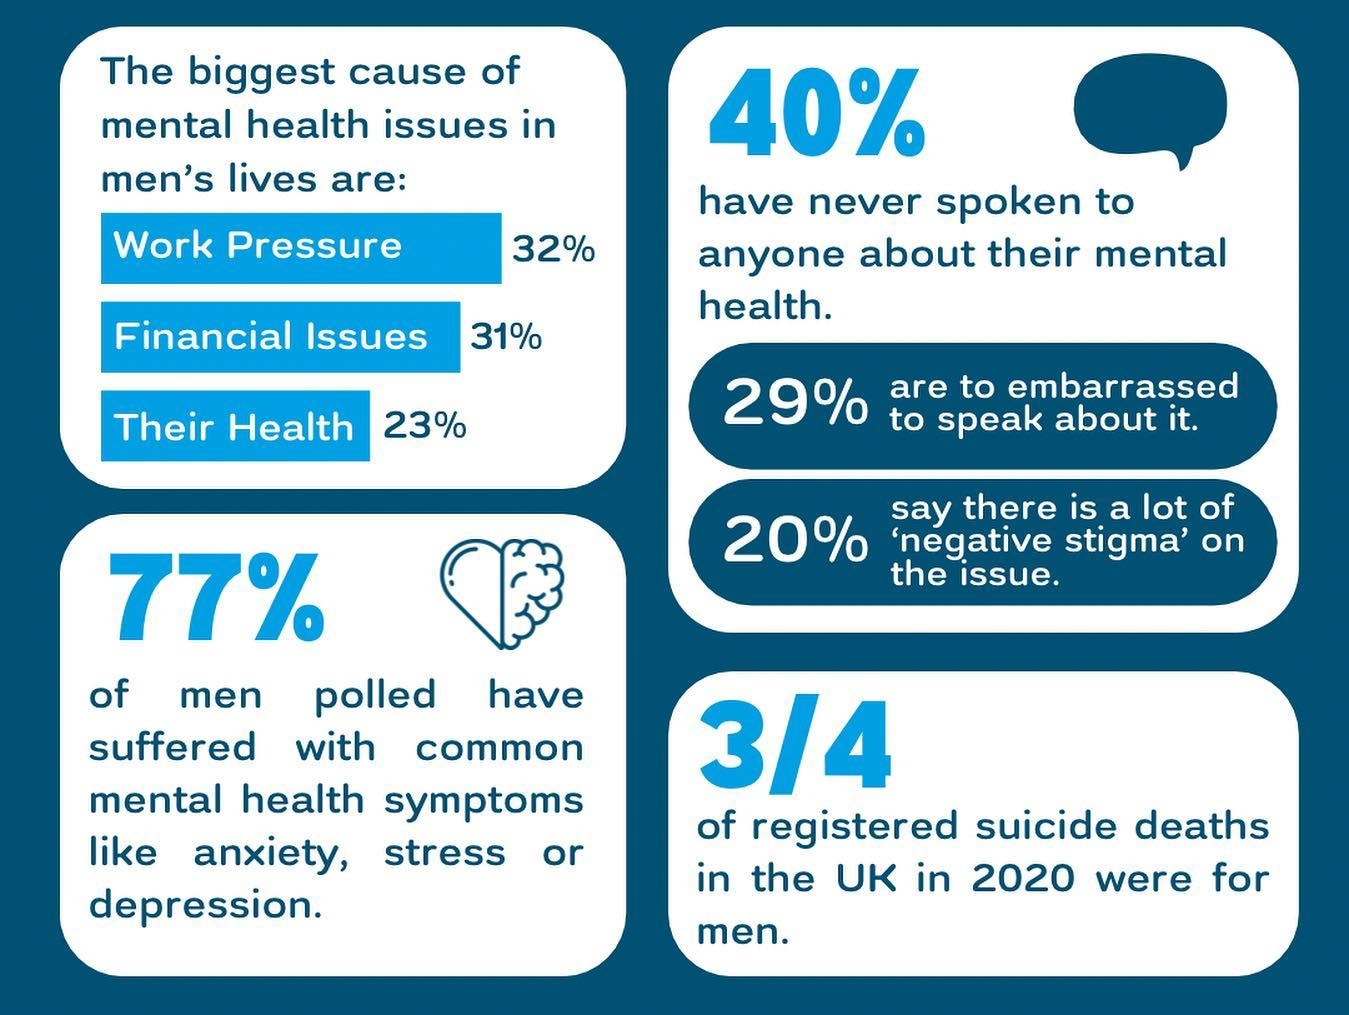 The biggest cause of
mental health issues in
men’s lives are:
Work Pressure 32%
Financial Issues 31%
Their Health 23%
77%
of men polled have
suffered with common
mental health symptoms
like anxiety, stress or
depression.
40%
have never spoken to
anyone about their mental
health.
29% are to embarrassed
to speak about it.
20% say there is a lot of
‘negative stigma’ on
the issue.
3/4
of registered suicide deaths
in the UK in 2020 were for
men.